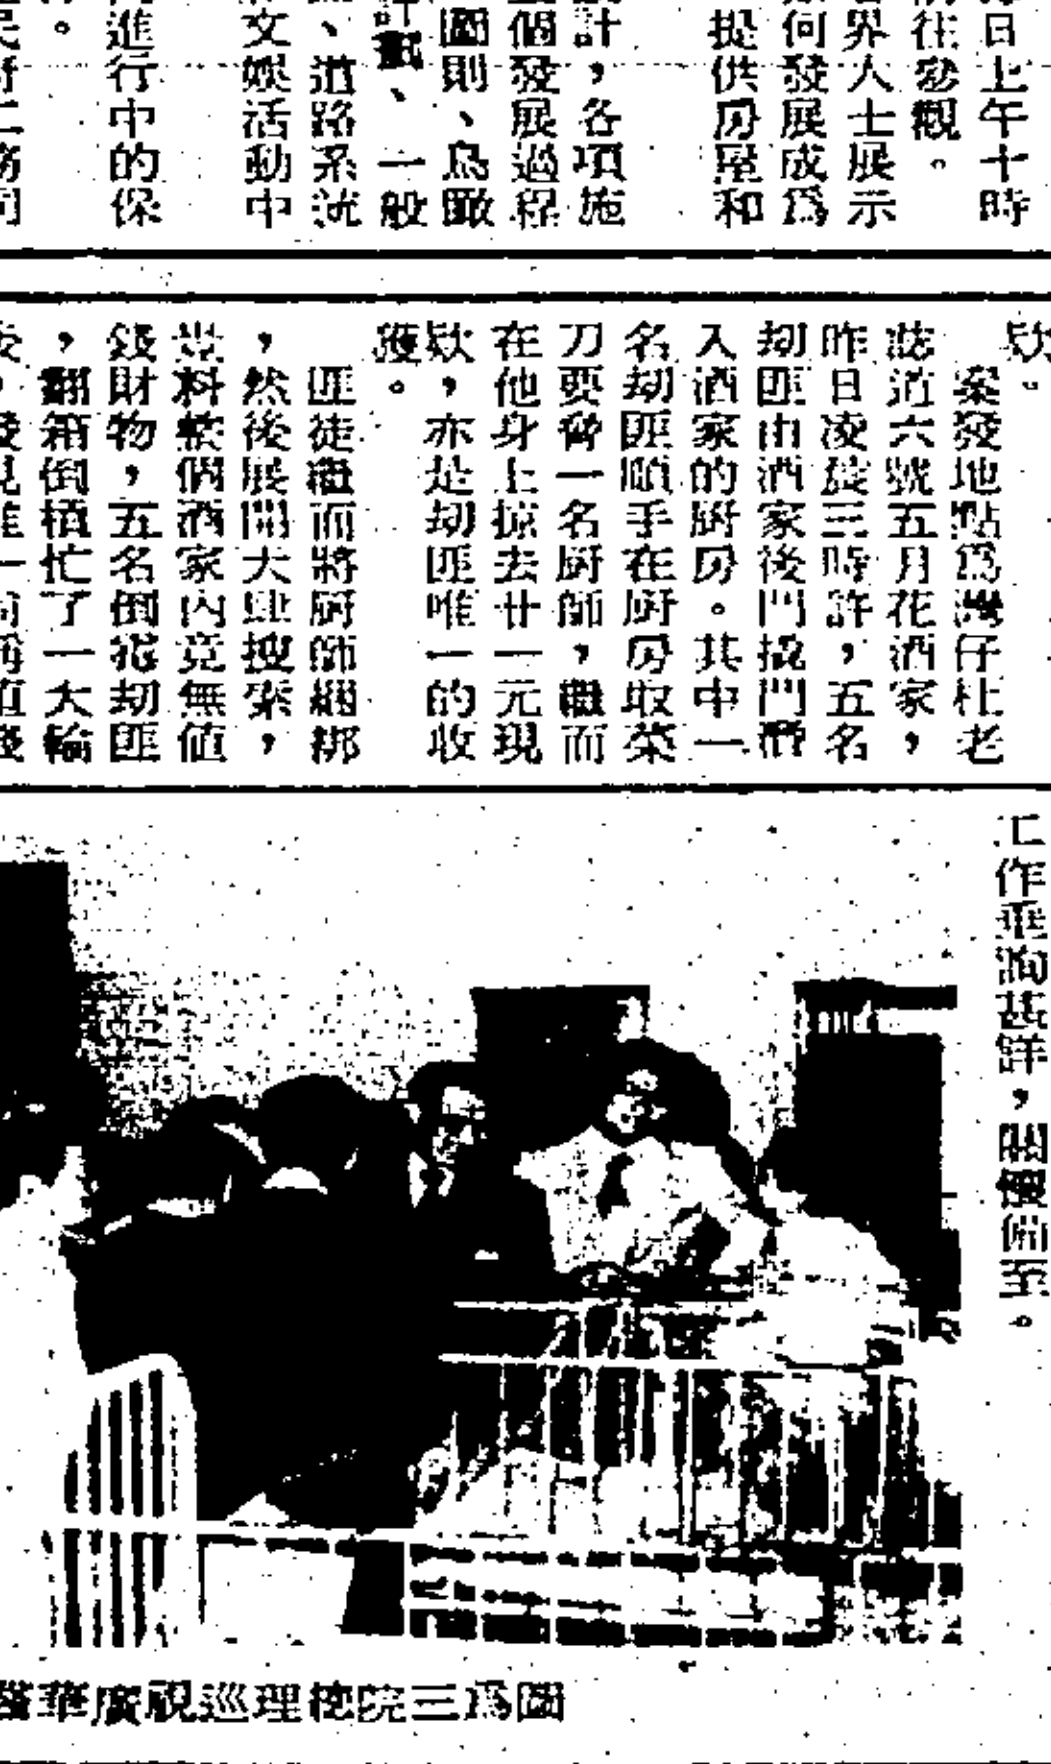 日上午十時
往參觀。
界人士展示
何發展成爲
提供房屋和
計，各項施
個發展過程
圖則、鳥瞰
計劃、一般
、道路系統
文娛活動中
進行中的保
。
款。
案發地點爲灣仔杜老
誌道六號五月花酒家，
昨日凌晨三時許，五名
刧匪由酒家後門撬門潛
入酒家的厨房。其中一
名刧匪順手在厨房取菜
刀要脅一名厨師，繼而
在他身上掠去廿一元現
欵，亦是刧匪唯一的收
獲。
匪徒繼而將厨師綑綁
，然後展開大肆搜索，
豈料整個酒家內竟無值
錢財物，五名倒霉刧匪
，翻箱倒櫃忙了一大輪
工作垂詢甚詳，關懷備至。
圖爲三院總理巡視廣華醫